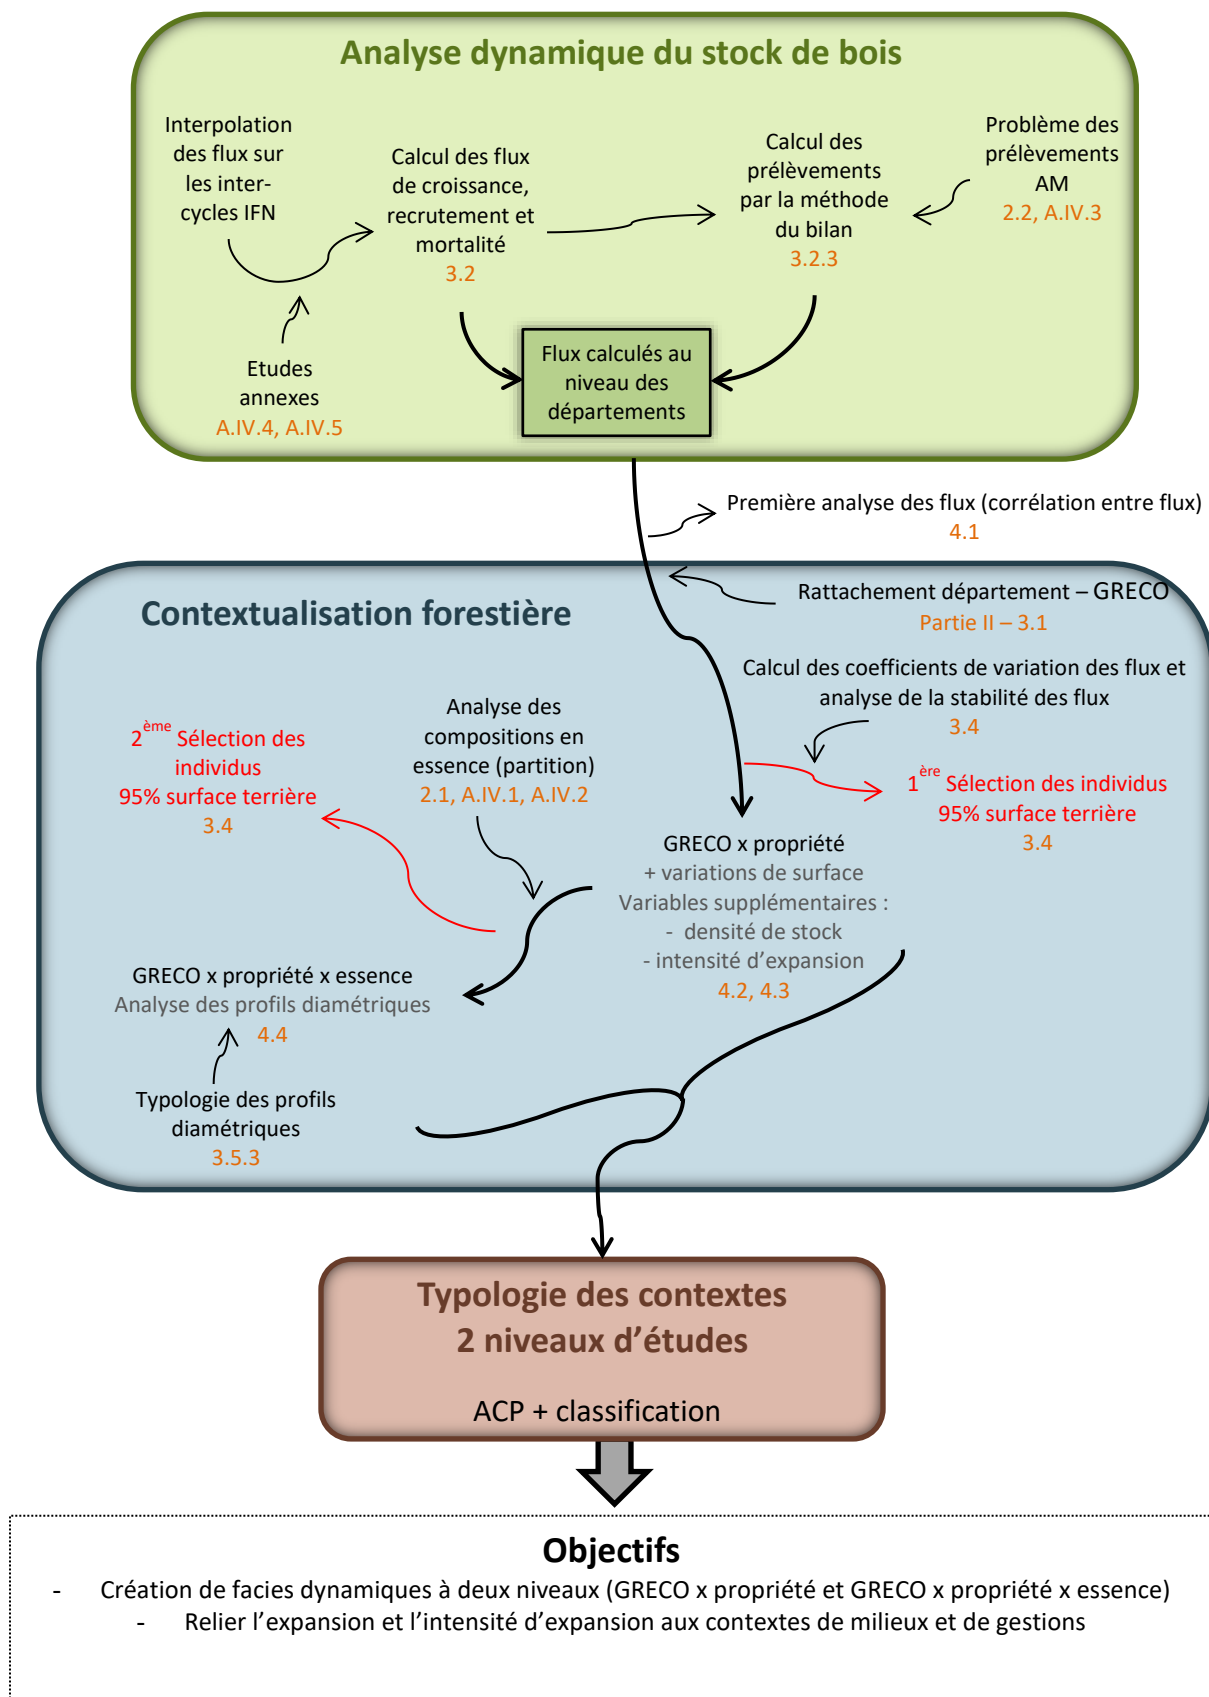 Analyse dynamique du stock de bois
Interpolation
des flux sur
les inter-
cycles IFN
Calcul des flux
de croissance,
recrutement et
mortalité
3.2
Calcul des
prélèvements
par la méthode
du bilan
3.2.3
Problème des
prélèvements
AM
2.2, A.IV.3
Etudes
annexes
A.IV.4, A.IV.5
Flux calculés au
niveau des
départements
Première analyse des flux (corrélation entre flux)
4.1
Contextualisation forestière
Rattachement département – GRECO
Partie II – 3.1
Calcul des coefficients de variation des flux et
analyse de la stabilité des flux
3.4
Analyse des
compositions en
essence (partition)
2.1, A.IV.1, A.IV.2
2ème Sélection des
individus
95% surface terrière
3.4
1ère Sélection des individus
95% surface terrière
3.4
GRECO x propriété
+ variations de surface
Variables supplémentaires :
- densité de stock
- intensité d’expansion
4.2, 4.3
GRECO x propriété x essence
Analyse des profils diamétriques
4.4
Typologie des profils
diamétriques
3.5.3
Typologie des contextes
2 niveaux d’études
ACP + classification
Objectifs
- Création de facies dynamiques à deux niveaux (GRECO x propriété et GRECO x propriété x essence)
- Relier l’expansion et l’intensité d’expansion aux contextes de milieux et de gestions